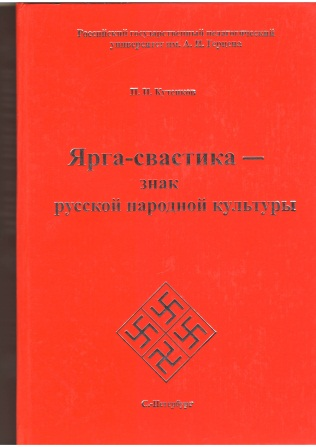 Российский государственный педагогический
университет им. А. И. Герцена
П. И. Кутенков
Ярга-свастика —
знак
русской народной культуры
С.-Петербург